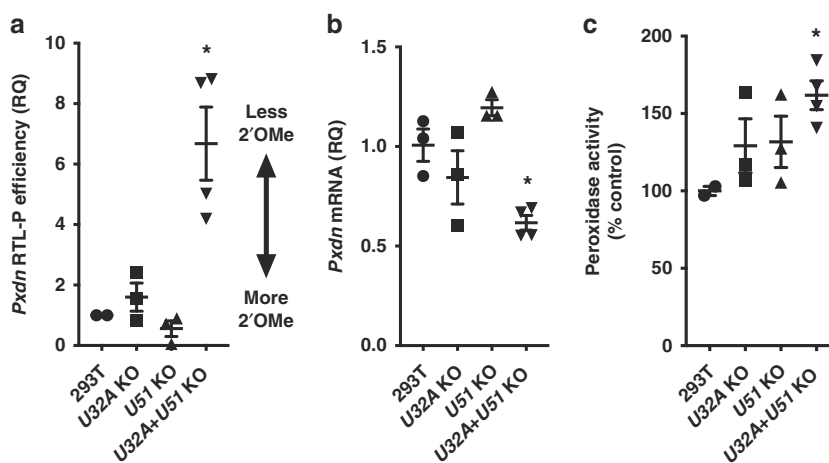 a
Pxdn RTL-P efficiency (RQ)
10
8
6
4
2
0
*
Less
2′OMe
More
2′OMe
293T
U32A KO
U51 KO
U32A+U51 KO
b
Pxdn mRNA (RQ)
1.5
1.0
0.5
0.0
*
293T
U32A KO
U51 KO
U32A+U51 KO
c
Peroxidase activity
(% control)
200
150
100
50
0
*
293T
U32A KO
U51 KO
U32A+U51 KO